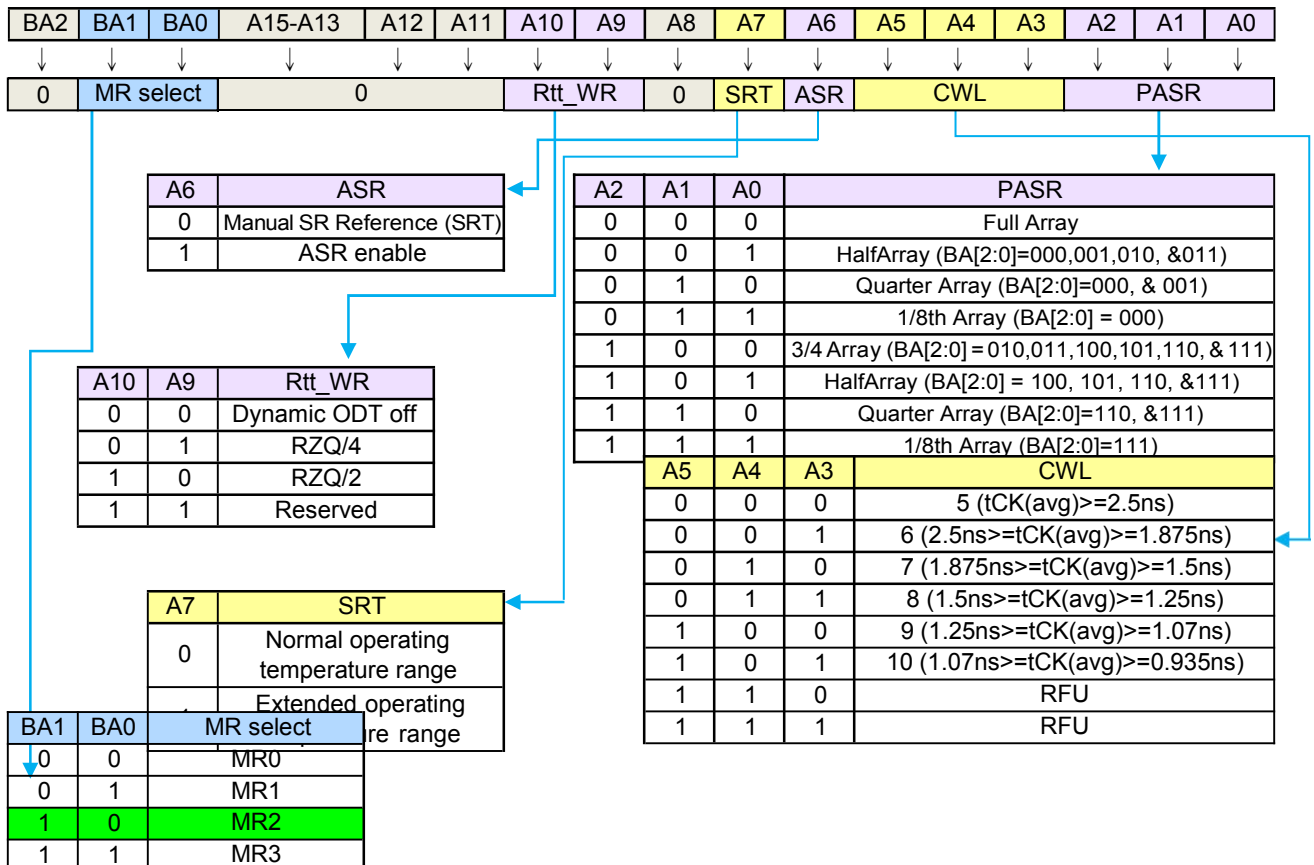 BA2 BA1 BA0 A15-A13 A12 A11 A10 A9 A8 A7 A6 A5 A4 A3 A2 A1 A0
0 MR select 0 Rtt_WR 0 SRT ASR CWL PASR
A6 ASR
0 Manual SR Reference (SRT)
1 ASR enable
A2 A1 A0 PASR
0 0 0 Full Array
0 0 1 HalfArray (BA[2:0]=000,001,010, &011)
0 1 0 Quarter Array (BA[2:0]=000, & 001)
0 1 1 1/8th Array (BA[2:0] = 000)
1 0 0 3/4 Array (BA[2:0] = 010,011,100,101,110, & 111)
1 0 1 HalfArray (BA[2:0] = 100, 101, 110, &111)
1 1 0 Quarter Array (BA[2:0]=110, &111)
1 1 1 1/8th Array (BA[2:0]=111)
A10 A9 Rtt_WR
0 0 Dynamic ODT off
0 1 RZQ/4
1 0 RZQ/2
1 1 Reserved
A5 A4 A3 CWL
0 0 0 5 (tCK(avg)>=2.5ns)
0 0 1 6 (2.5ns>=tCK(avg)>=1.875ns)
0 1 0 7 (1.875ns>=tCK(avg)>=1.5ns)
0 1 1 8 (1.5ns>=tCK(avg)>=1.25ns)
1 0 0 9 (1.25ns>=tCK(avg)>=1.07ns)
1 0 1 10 (1.07ns>=tCK(avg)>=0.935ns)
1 1 0 RFU
1 1 1 RFU
A7 SRT
0 Normal operating
temperature range
Extended operating
range
BA1 BA0 MR select
0 0 MR0
0 1 MR1
1 0 MR2
1 1 MR3